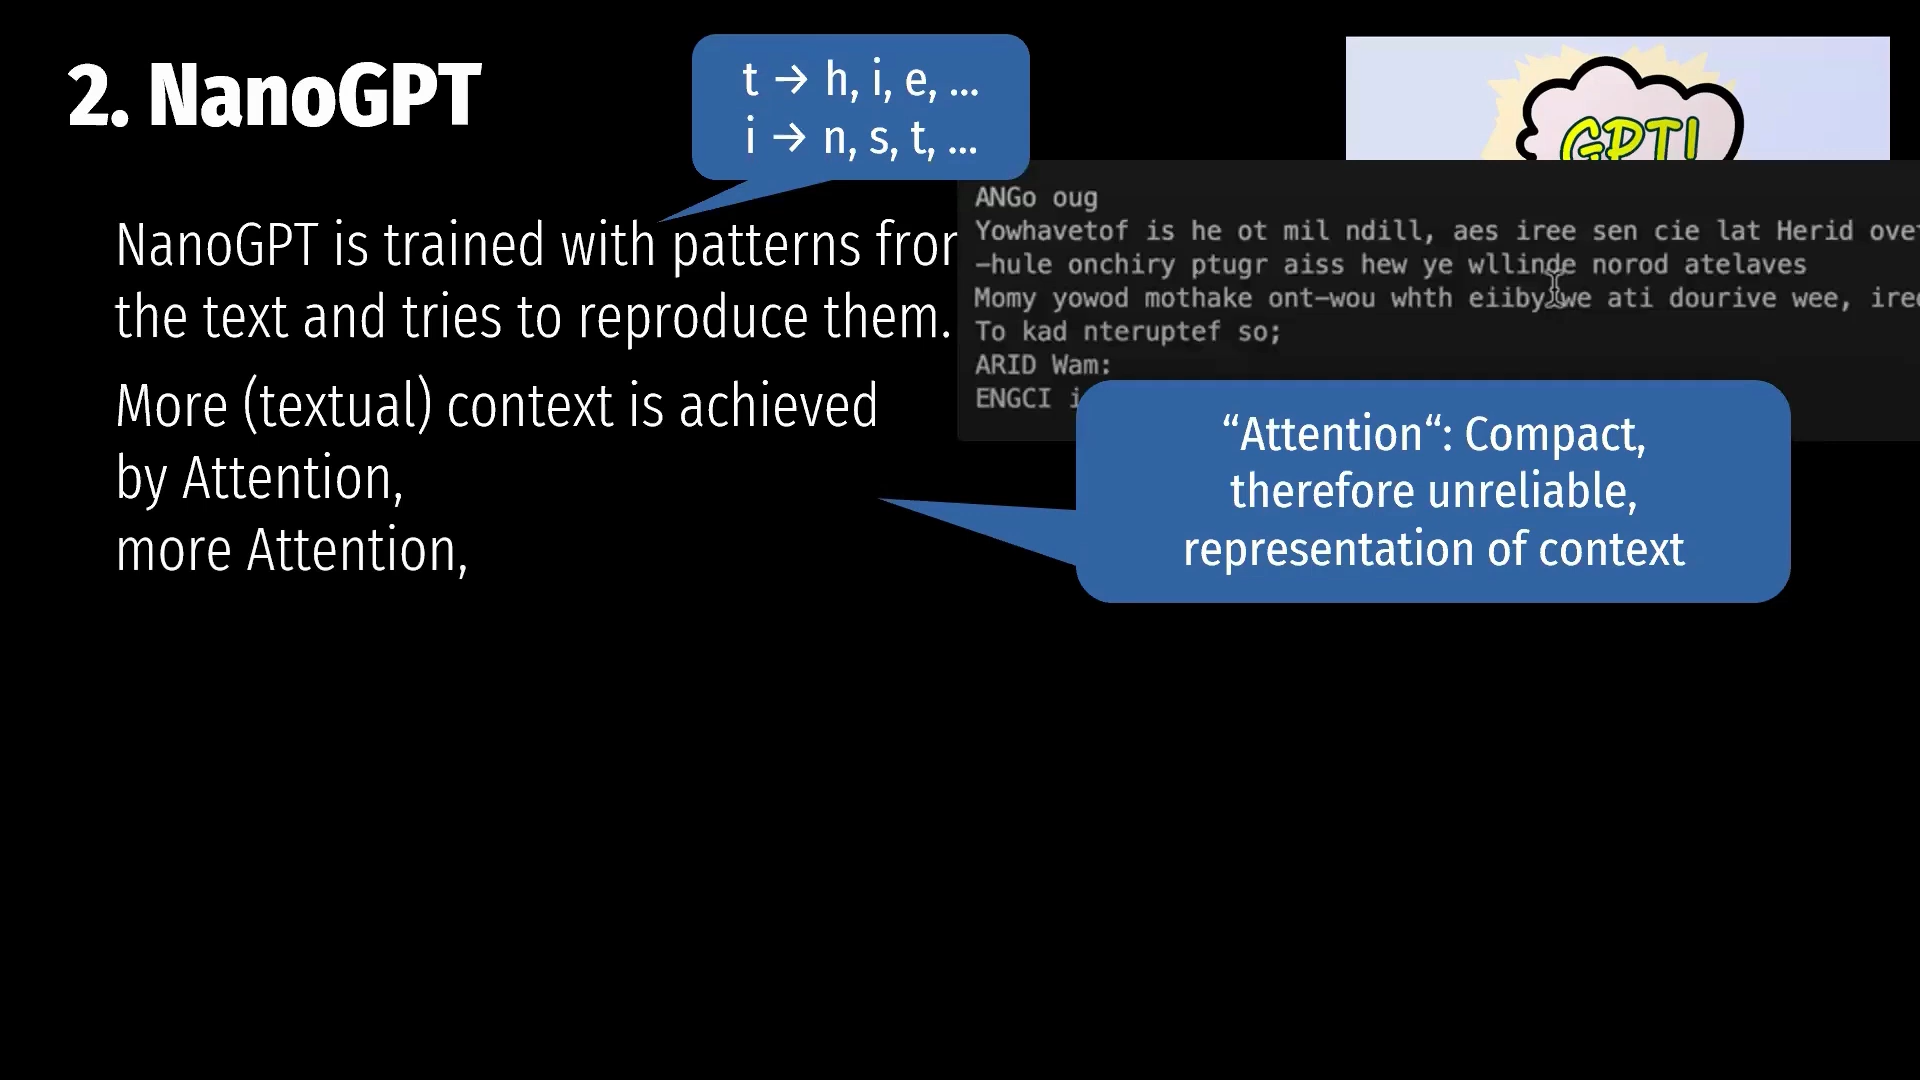 2. NanoGPT
t → h, i, e, ...
i → n, s, t, ...
GPT!
NanoGPT is trained with patterns
the text and tries to reproduce them.
More (textual) context is achieved
by Attention,
more Attention,
ANGo oug
Yowhavetof is he ot mil ndill, aes iree sen cie lat Herid
-hule onchiry ptugr aiss hew ye wllinde norod atelaves
Momy yowod mothake ont-wou whth eiiby we ati dourive wee,
To kad nteruptef so;
ARID Wam:
ENGCI
“Attention“: Compact,
therefore unreliable,
representation of context